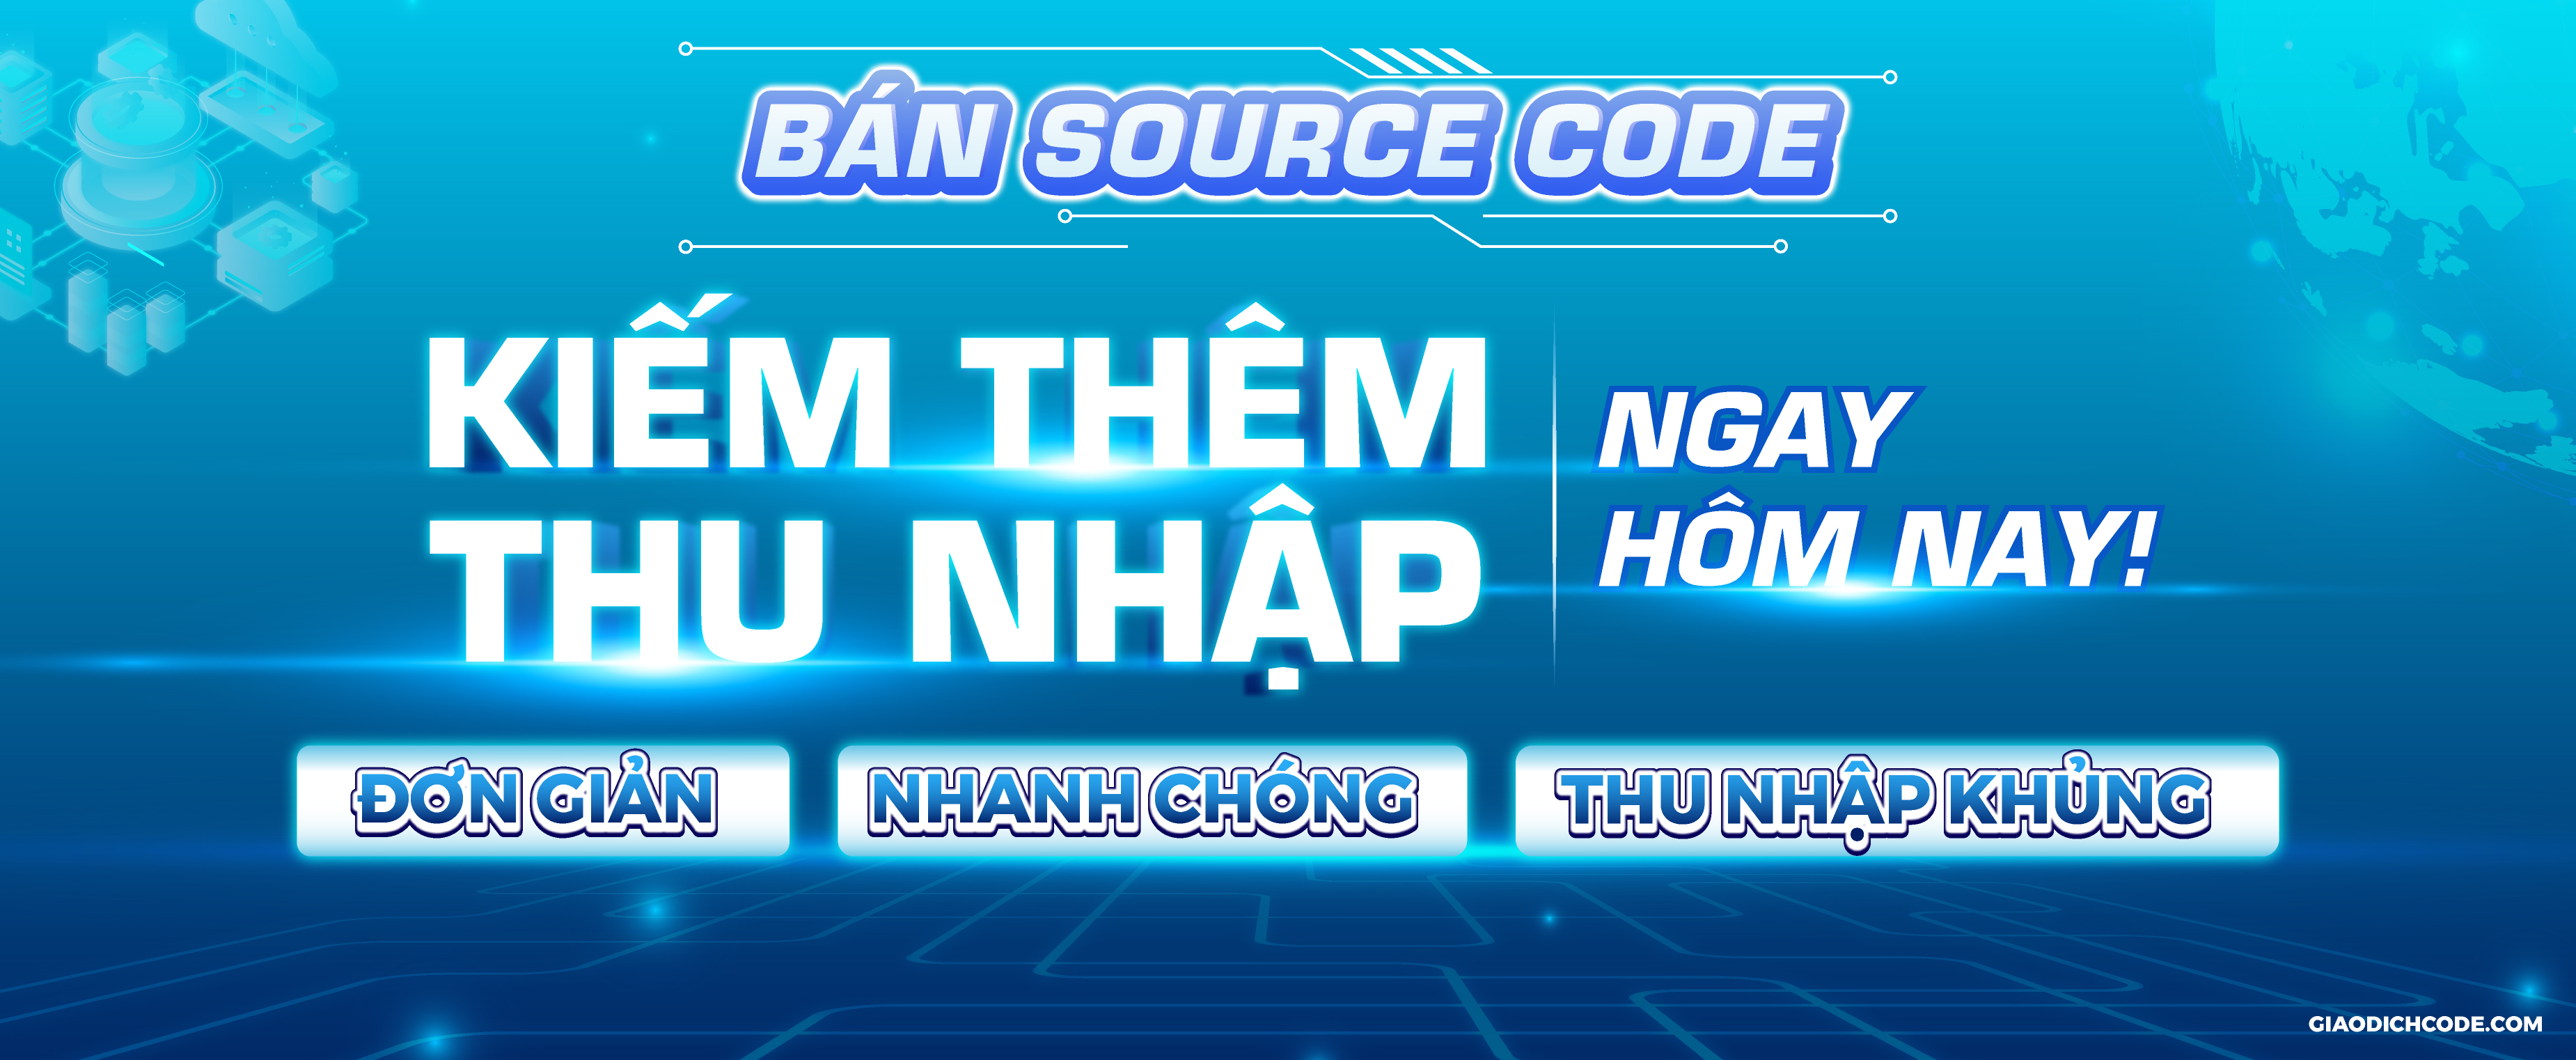 BÁN SOURCE CODE
KIẾM THÊM
THU NHẬP
NGAY
HÔM NAY!
ĐƠN GIẢN
NHANH CHÓNG
THU NHẬP KHỦNG
GIAODICHCODE.COM